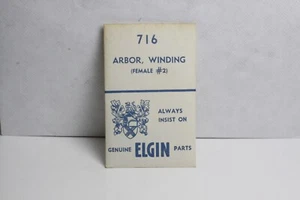 716
ARBOR, WINDING
(FEMALE #2)
ALWAYS
INSIST ON
GENUINE ELGIN PARTS